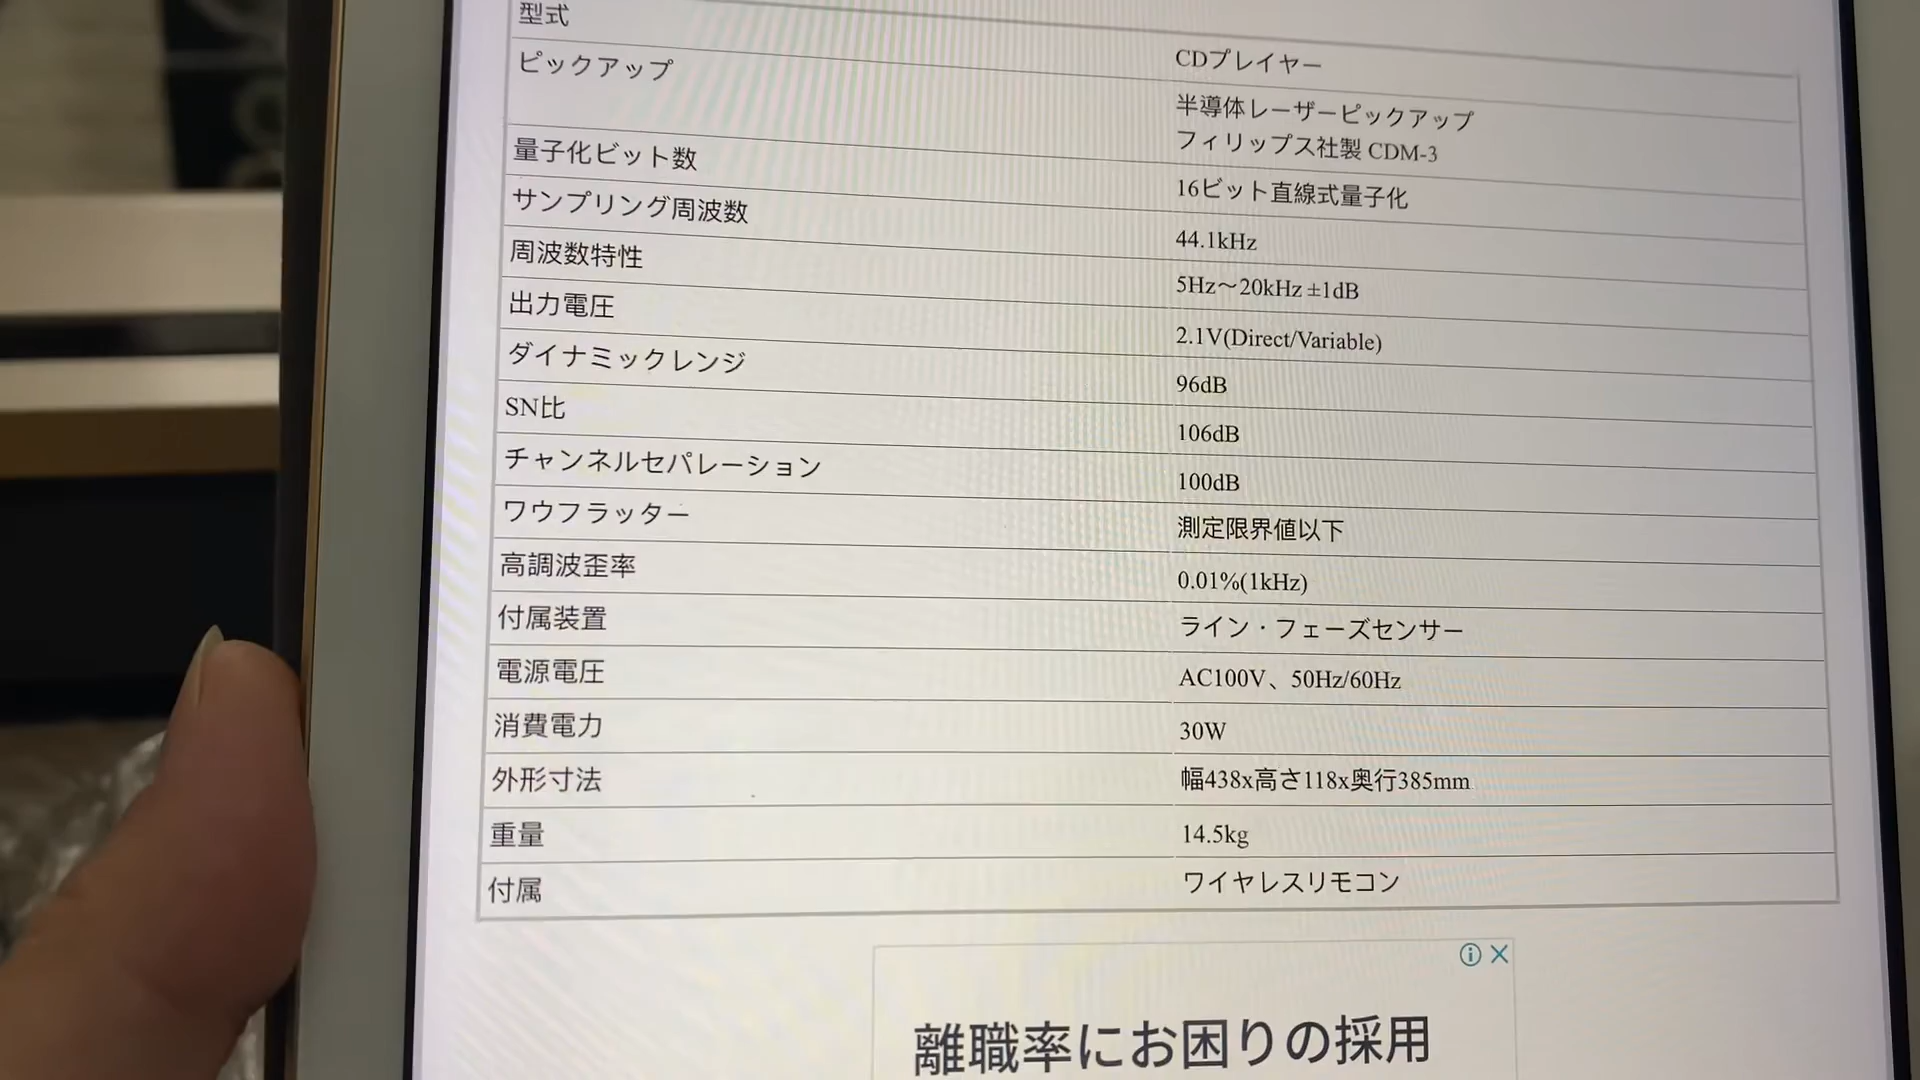 型式 CDプレイヤー
ピックアップ 半導体レーザーピックアップ
フィリップス社製 CDM-3
量子化ビット数 16ビット直線式量子化
サンプリング周波数 44.1kHz
周波数特性 5Hz～20kHz ±1dB
出力電圧 2.1V(Direct/Variable)
ダイナミックレンジ 96dB
SN比 106dB
チャンネルセパレーション 100dB
ワウフラッター 測定限界値以下
高調波歪率 0.01%(1kHz)
付属装置 ライン・フェーズセンサー
電源電圧 AC100V、50Hz/60Hz
消費電力 30W
外形寸法 幅438x高さ118x奥行385mm
重量 14.5kg
付属 ワイヤレスリモコン
離職率にお困りの採用